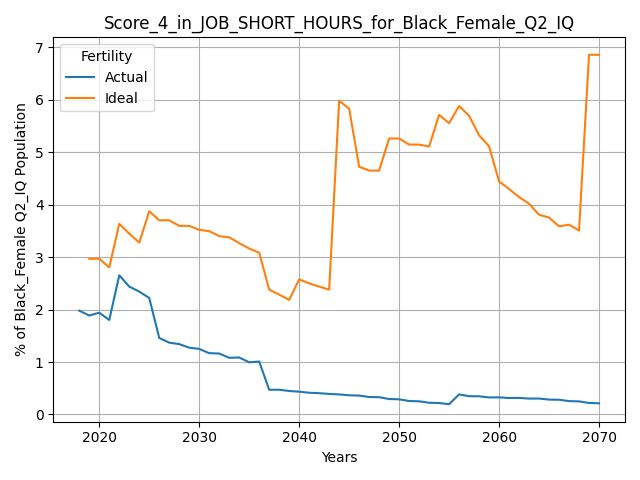 Score_4_in_JOB_SHORT_HOURS_for_Black_Female_Q2_IQ
Fertility
Actual
Ideal
% of Black_Female Q2_IQ Population
7
6
5
4
3
2
1
0
2020 2030 2040 2050 2060 2070
Years